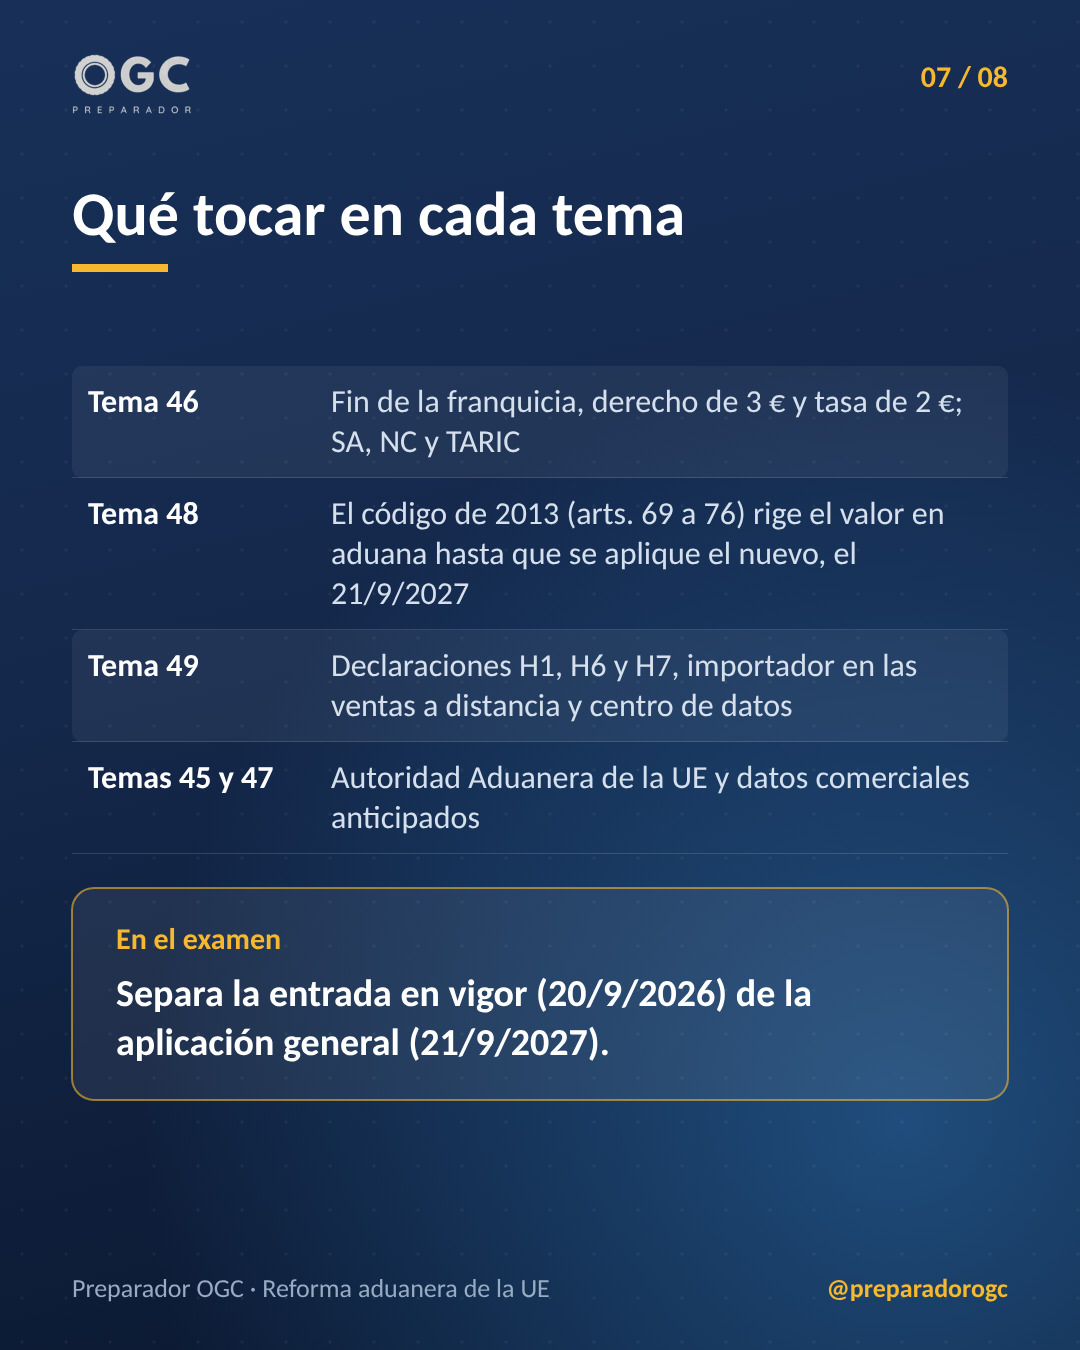 OGC
PREPARADOR
07 / 08
Qué tocar en cada tema
Tema 46
Fin de la franquicia, derecho de 3 € y tasa de 2 €;
SA, NC y TARIC
Tema 48
El código de 2013 (arts. 69 a 76) rige el valor en
aduana hasta que se aplique el nuevo, el
21/9/2027
Tema 49
Declaraciones H1, H6 y H7, importador en las
ventas a distancia y centro de datos
Temas 45 y 47
Autoridad Aduanera de la UE y datos comerciales
anticipados
En el examen
Separa la entrada en vigor (20/9/2026) de la
aplicación general (21/9/2027).
Preparador OGC · Reforma aduanera de la UE
@preparadorogc